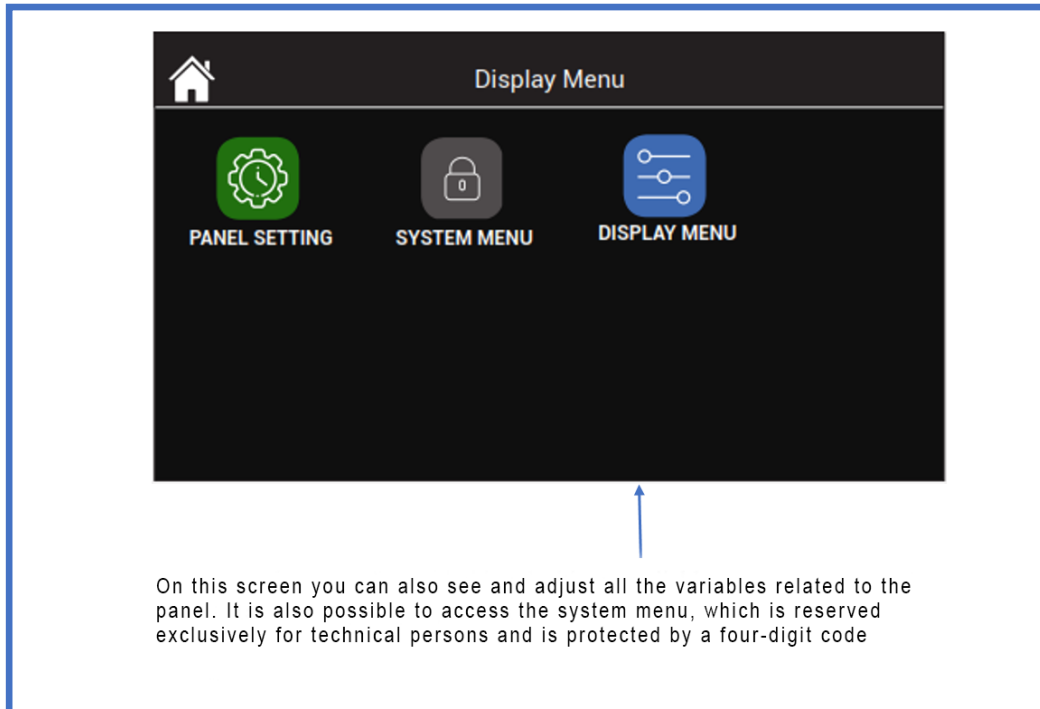 Display Menu
PANEL SETTING
SYSTEM MENU
DISPLAY MENU
On this screen you can also see and adjust all the variables related to the
panel. It is also possible to access the system menu, which is reserved
exclusively for technical persons and is protected by a four-digit code